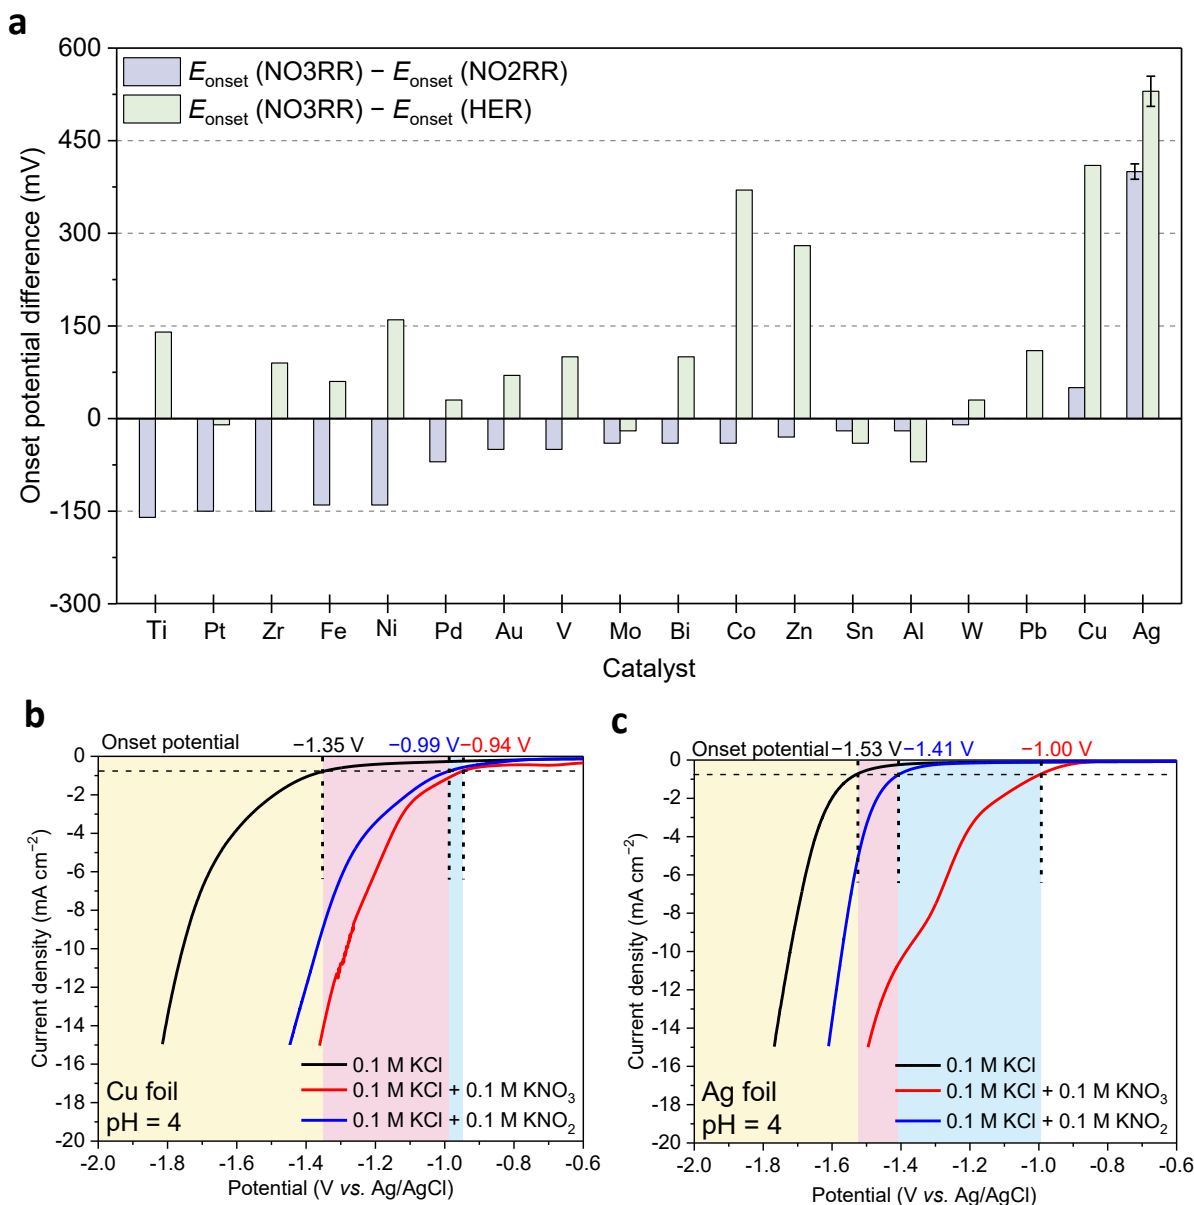 a
600
450
300
150
0
-150
-300
Onset potential difference (mV)
E onset (NO3RR) − E onset (NO2RR)
E onset (NO3RR) − E onset (HER)
Ti Pt Zr Fe Ni Pd Au V Mo Bi Co Zn Sn Al W Pb Cu Ag
Catalyst
b
Onset potential −1.35 V −0.99 V −0.94 V
0
-2
-4
-6
-8
-10
-12
-14
-16
-18
-20
Current density (mA cm−2)
0.1 M KCl
0.1 M KCl + 0.1 M KNO3
0.1 M KCl + 0.1 M KNO2
Cu foil
pH = 4
-2.0 -1.8 -1.6 -1.4 -1.2 -1.0 -0.8 -0.6
Potential (V vs. Ag/AgCl)
c
Onset potential −1.53 V −1.41 V −1.00 V
0
-2
-4
-6
-8
-10
-12
-14
-16
-18
-20
Current density (mA cm−2)
0.1 M KCl
0.1 M KCl + 0.1 M KNO3
0.1 M KCl + 0.1 M KNO2
Ag foil
pH = 4
-2.0 -1.8 -1.6 -1.4 -1.2 -1.0 -0.8 -0.6
Potential (V vs. Ag/AgCl)